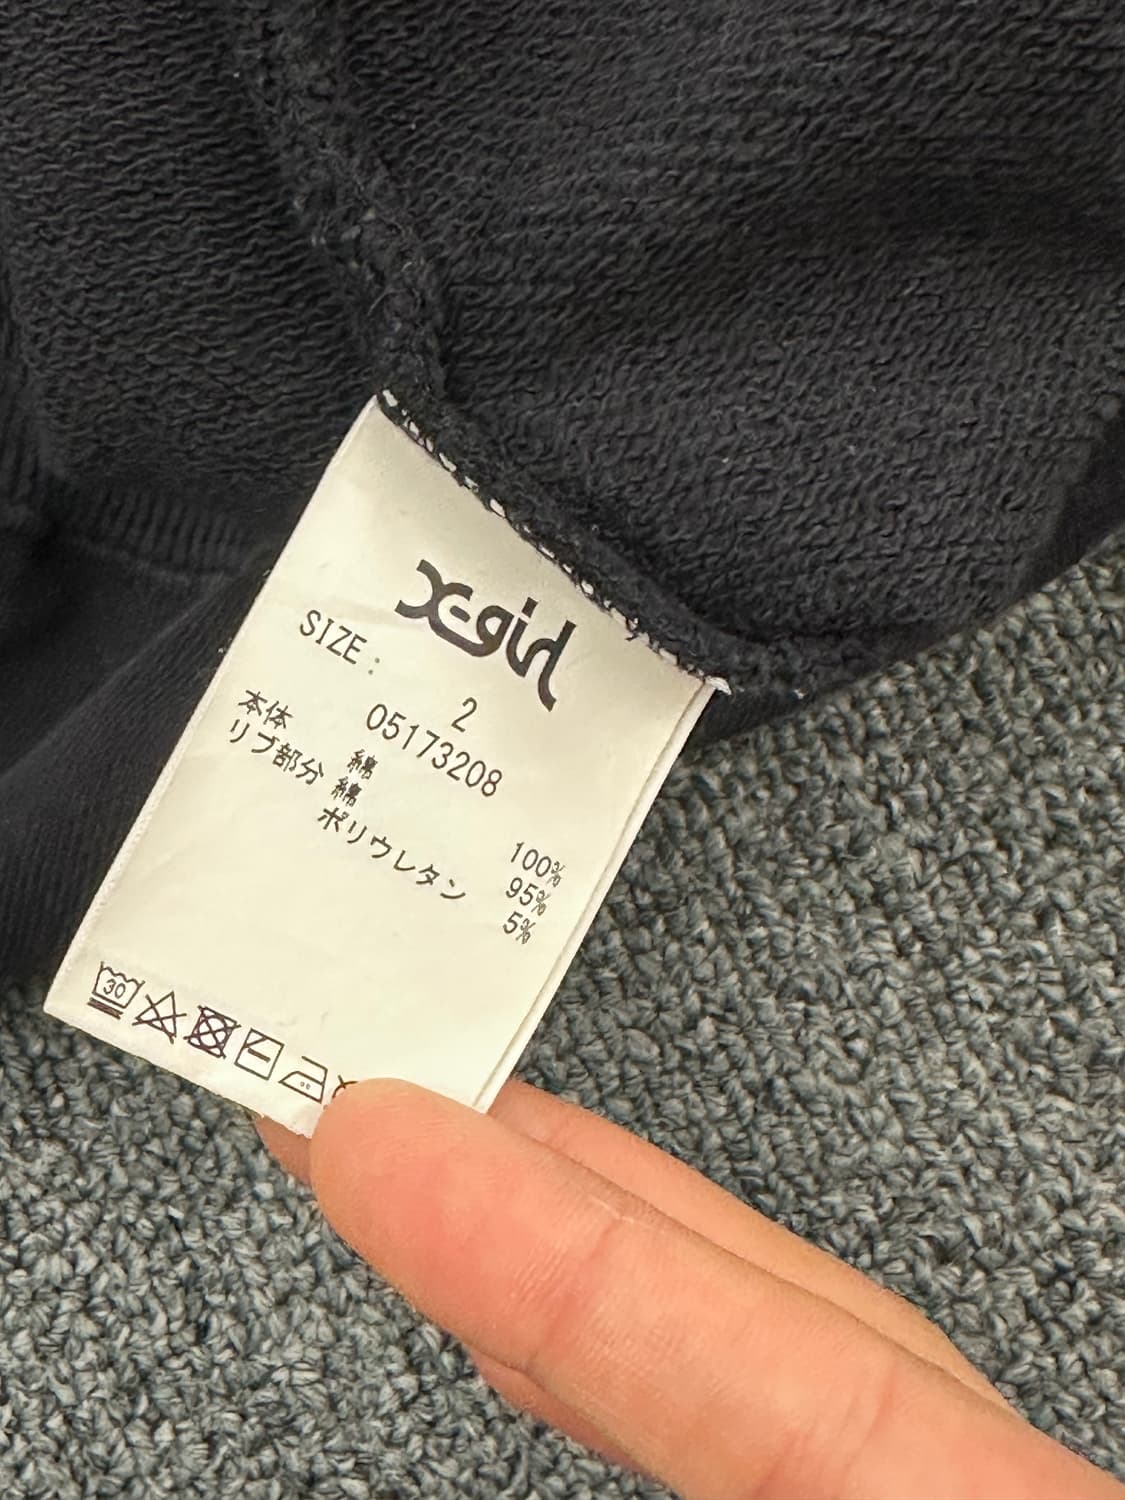 X-girl
SIZE:
2
05173208
本体 綿 100%
リブ部分 綿 95%
ポリウレタン 5%
30